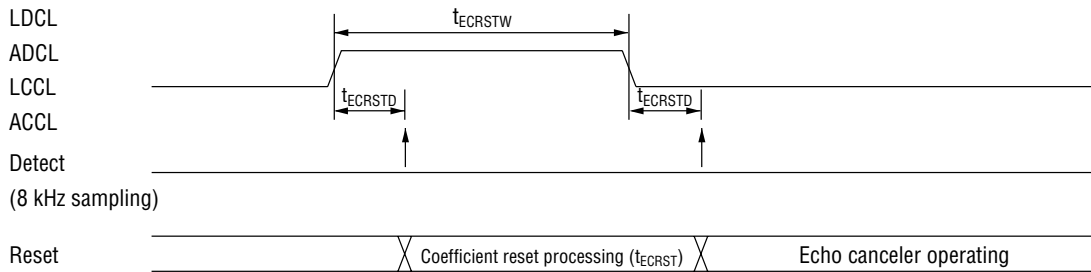 LDCL
tECRSTW
ADCL
LCCL
tECRSTD
tECRSTD
ACCL
Detect
(8 kHz sampling)
Reset
Coefficient reset processing (tECRST)
Echo canceler operating